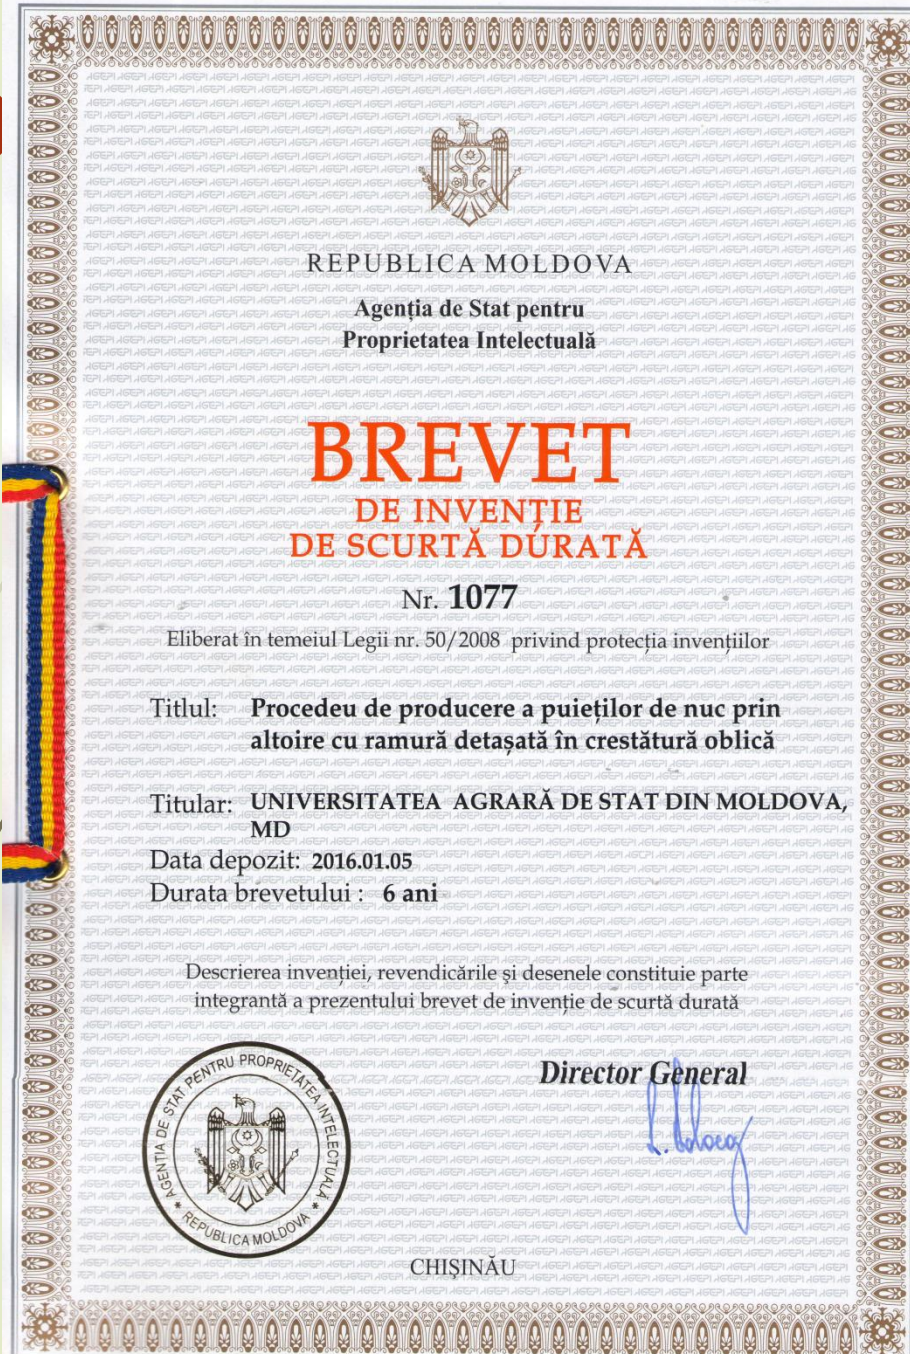 REPUBLICA MOLDOVA
Agenția de Stat pentru
Proprietatea Intelectuală
BREVET
DE INVENȚIE
DE SCURTĂ DURATĂ
Nr. 1077
Eliberat în temeiul Legii nr. 50/2008 privind protecția invențiilor
Titlul: Procedeu de producere a puieților de nuc prin
altoire cu ramură detașată în crestătură oblică
Titular: UNIVERSITATEA AGRARĂ DE STAT DIN MOLDOVA,
MD
Data depozit: 2016.01.05
Durata brevetului : 6 ani
Descrierea invenției, revendicările şi desenele constituie parte
integrantă a prezentului brevet de invenție de scurtă durată
Director General
AGENȚIA DE STAT PENTRU PROPRIETATEA INTELECTUALĂ
* REPUBLICA MOLDOVA *
CHIŞINĂU